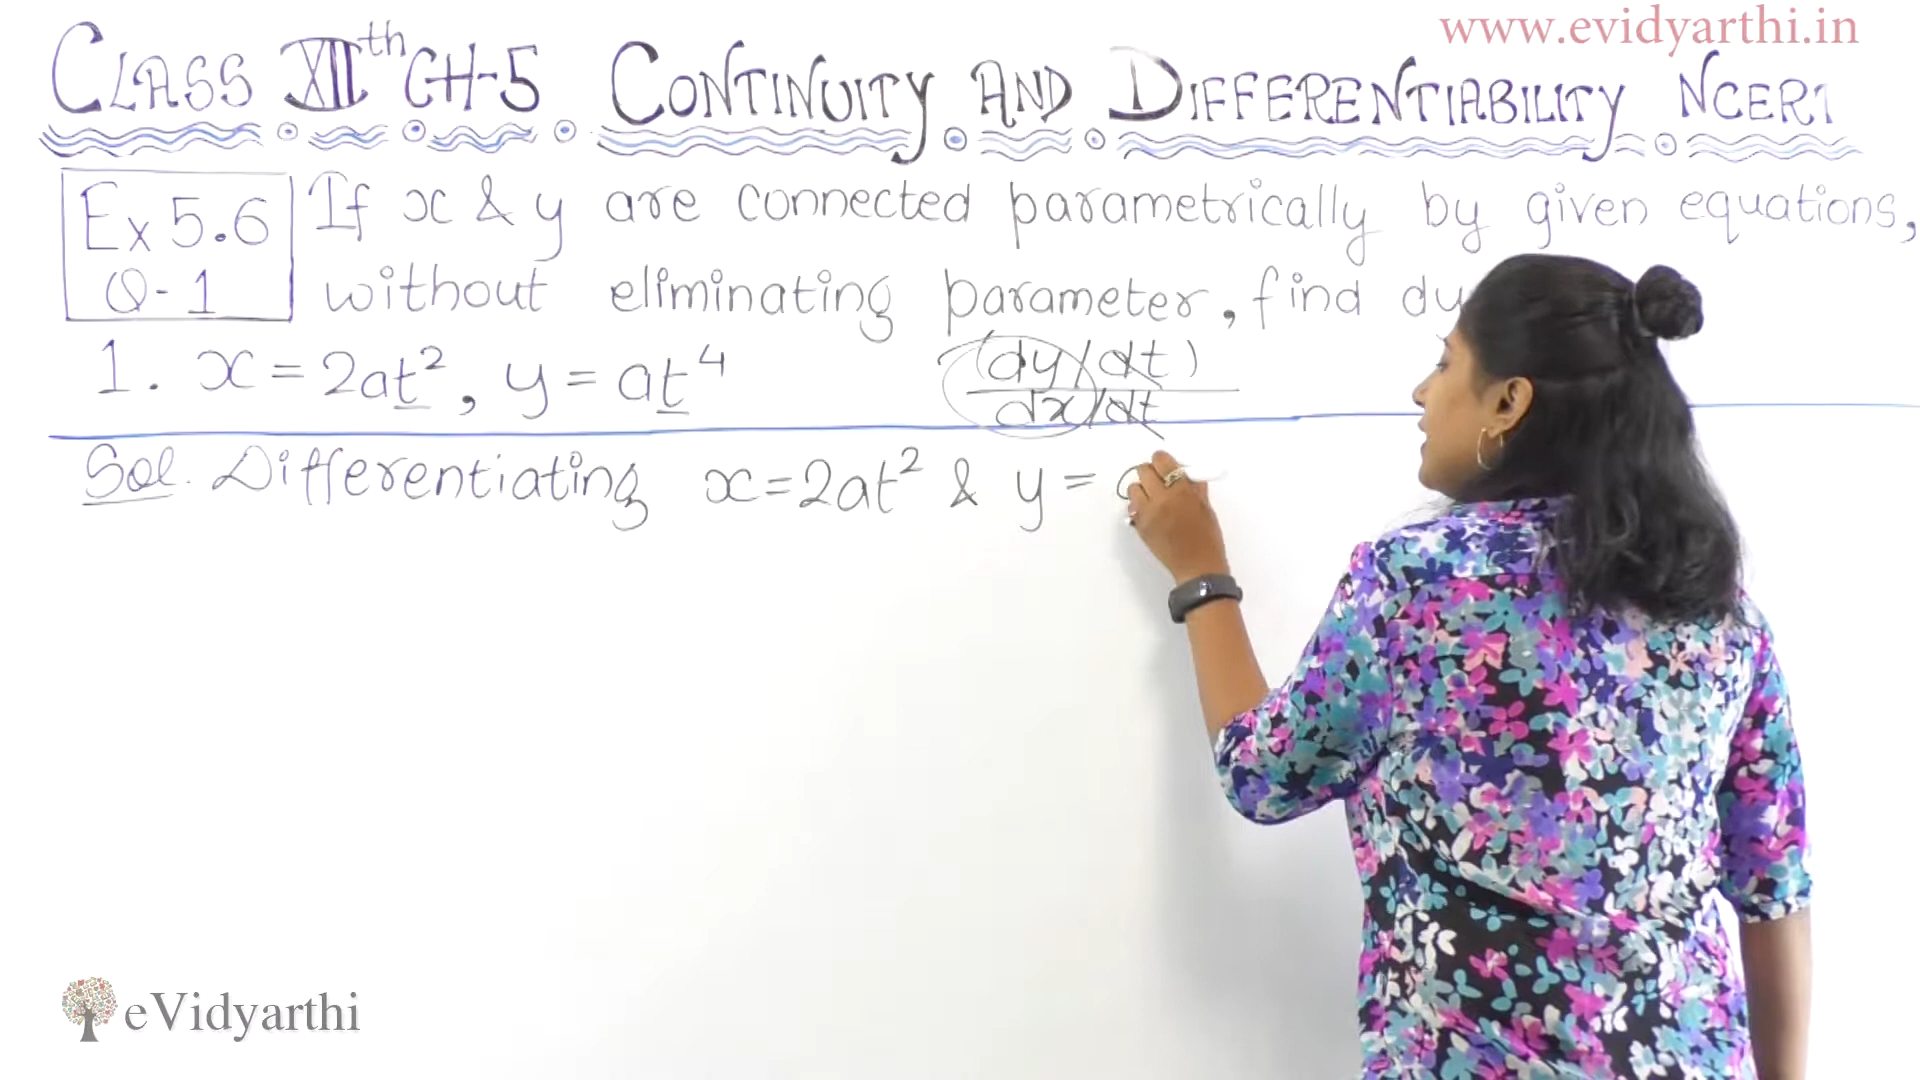 www.evidyarthi.in
CLASS XIIth CH-5 CONTINUITY AND DIFFERENTIABILITY NCERT
Ex 5.6
Q-1
If x & y are connected parametrically by given equations,
without eliminating parameter, find dy
1. x = 2at², y = at⁴
(dy/dt)
dx/dt
Sol. Differentiating x=2at² & y =
eVidyarthi